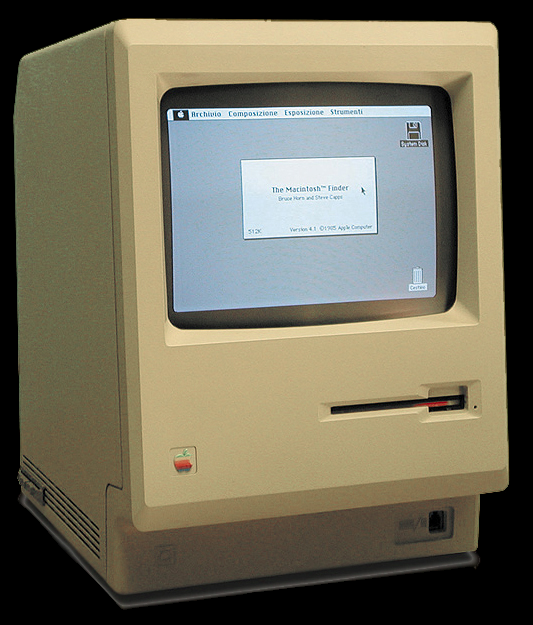 Archivio Composizione Esposizione Strumenti
System Disk
The Macintosh™ Finder
Bruce Horn and Steve Capps
512K Version 4.1 ©1985 Apple Computer
Cestino